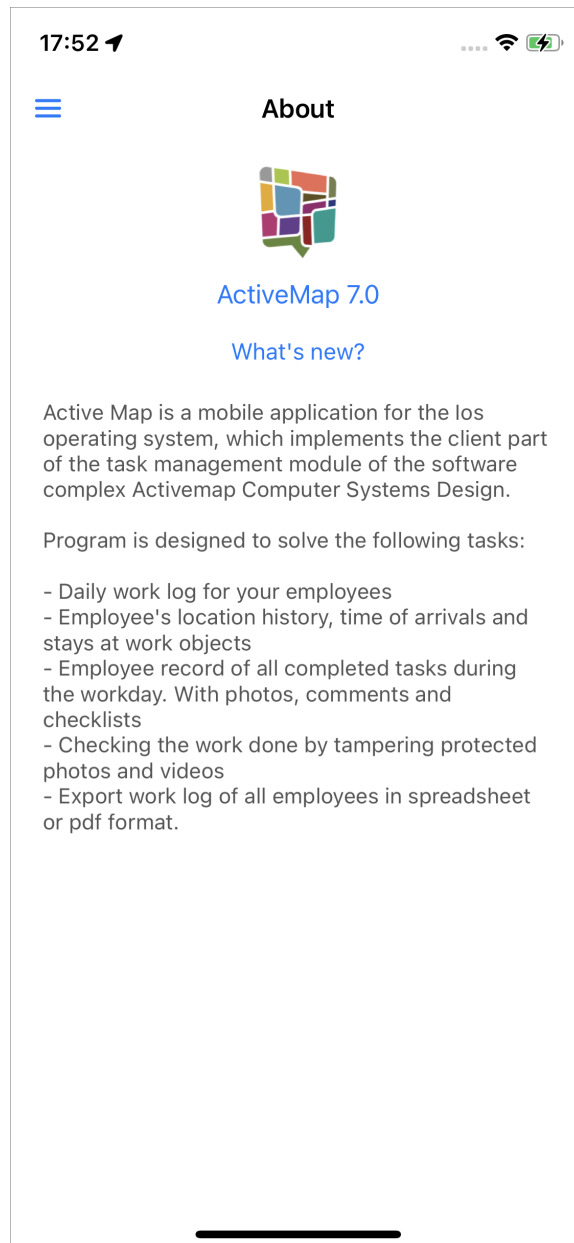 17:52
About
ActiveMap 7.0
What's new?
Active Map is a mobile application for the Ios
operating system, which implements the client part
of the task management module of the software
complex Activemap Computer Systems Design.
Program is designed to solve the following tasks:
- Daily work log for your employees
- Employee's location history, time of arrivals and
stays at work objects
- Employee record of all completed tasks during
the workday. With photos, comments and
checklists
- Checking the work done by tampering protected
photos and videos
- Export work log of all employees in spreadsheet
or pdf format.